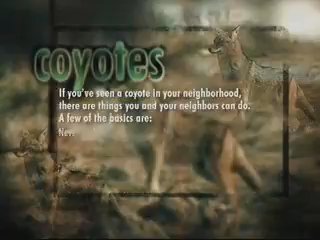 coyotes
If you've seen a coyote in your neighborhood,
there are things you and your neighbors can do.
A few of the basics are: